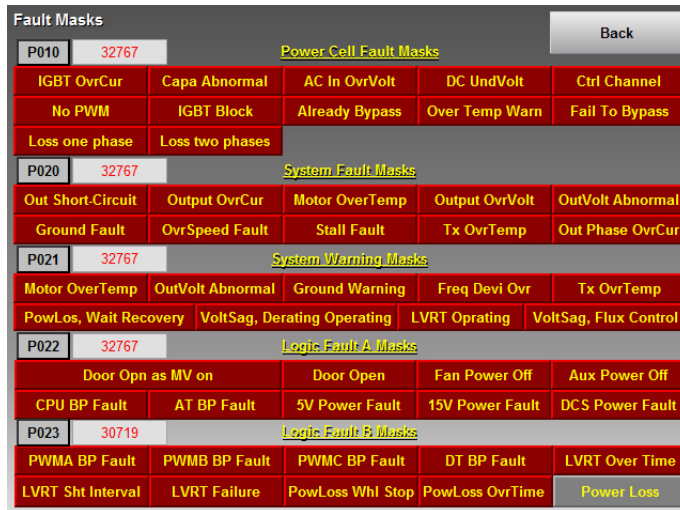 Fault Masks
Back
P010 32767 Power Cell Fault Masks
IGBT OvrCur Capa Abnormal AC In OvrVolt DC UndVolt Ctrl Channel
No PWM IGBT Block Already Bypass Over Temp Warn Fail To Bypass
Loss one phase Loss two phases
P020 32767 System Fault Masks
Out Short-Circuit Output OvrCur Motor OverTemp Output OvrVolt OutVolt Abnormal
Ground Fault OvrSpeed Fault Stall Fault Tx OvrTemp Out Phase OvrCur
P021 32767 System Warning Masks
Motor OverTemp OutVolt Abnormal Ground Warning Freq Devi Ovr Tx OvrTemp
PowLos, Wait Recovery VoltSag, Derating Operating LVRT Oprating VoltSag, Flux Control
P022 32767 Logic Fault A Masks
Door Opn as MV on Door Open Fan Power Off Aux Power Off
CPU BP Fault AT BP Fault 5V Power Fault 15V Power Fault DCS Power Fault
P023 30719 Logic Fault B Masks
PWMA BP Fault PWMB BP Fault PWMC BP Fault DT BP Fault LVRT Over Time
LVRT Sht Interval LVRT Failure PowLoss Whl Stop PowLoss OvrTime Power Loss